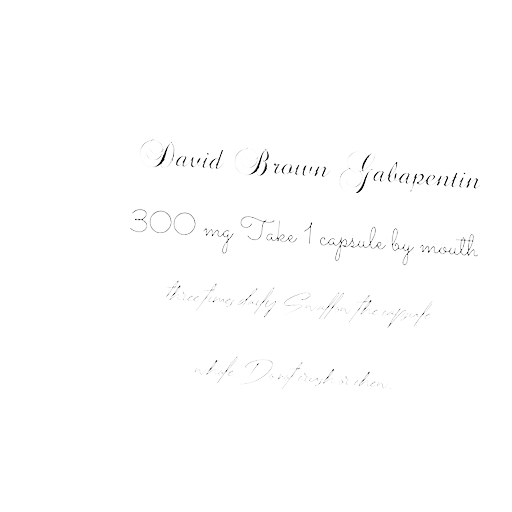 David Brown Gabapentin
300 mg Take 1 capsule by mouth
three times daily Swallow the capsule
whole Do not crush or chew